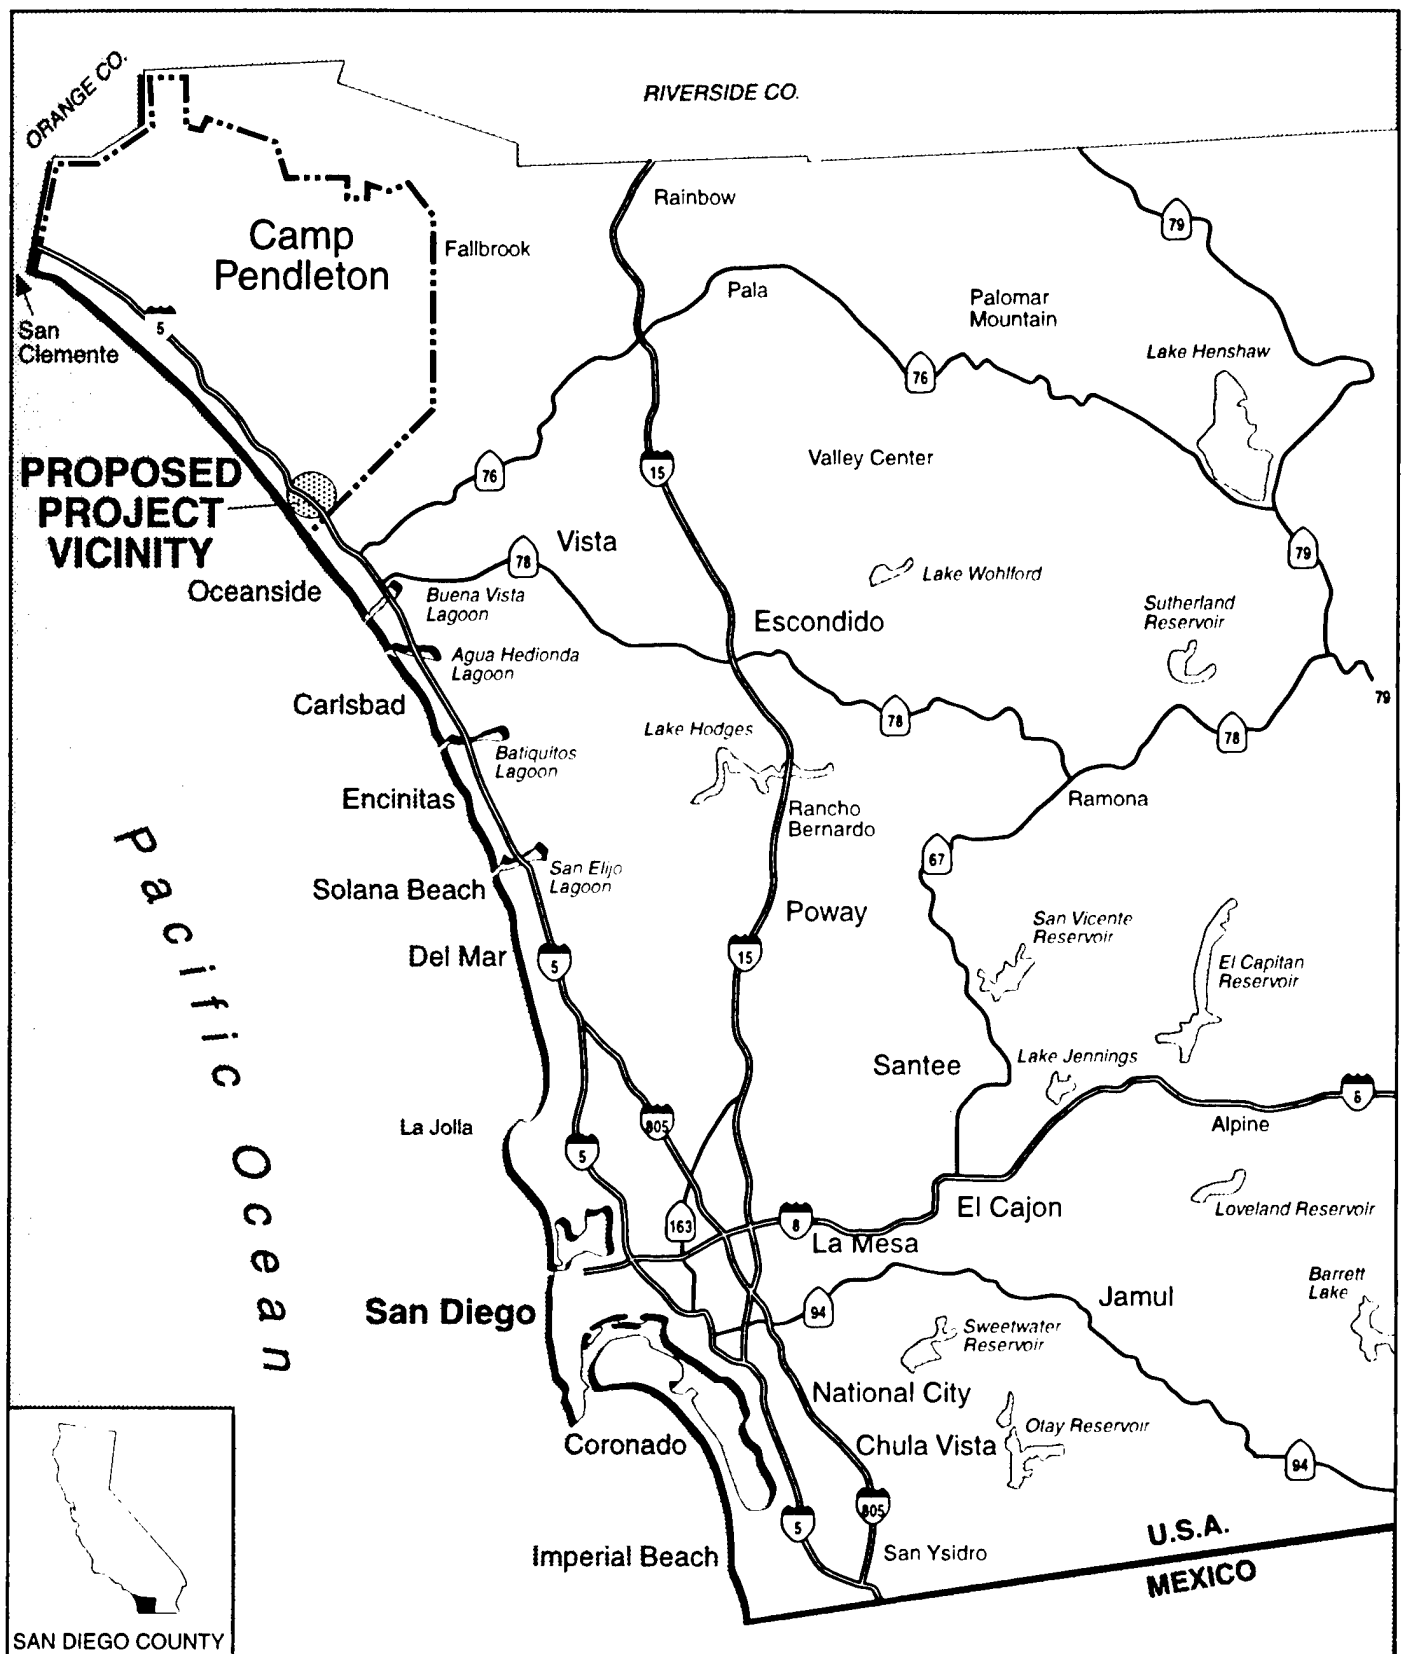 ORANGE CO.
RIVERSIDE CO.
Rainbow
79
Camp
Pendleton
Fallbrook
Pala
Palomar
Mountain
5
San
Clemente
Lake Henshaw
76
PROPOSED
PROJECT
VICINITY
76
15
Valley Center
Vista
78
79
Oceanside
Buena Vista
Lagoon
Lake Wohlford
Escondido
Sutherland
Reservoir
Agua Hedionda
Lagoon
79
Carlsbad
Lake Hodges
78
78
Batiquitos
Lagoon
Encinitas
Rancho
Bernardo
Ramona
67
San Elijo
Lagoon
Solana Beach
Poway
San Vicente
Reservoir
Del Mar
5
15
El Capitan
Reservoir
Pacific Ocean
Santee
Lake Jennings
8
La Jolla
805
Alpine
5
163
8
El Cajon
Loveland Reservoir
La Mesa
San Diego
94
Jamul
Barrett
Lake
Sweetwater
Reservoir
National City
Coronado
Chula Vista
Otay Reservoir
94
805
5
Imperial Beach
San Ysidro
U.S.A.
MEXICO
SAN DIEGO COUNTY